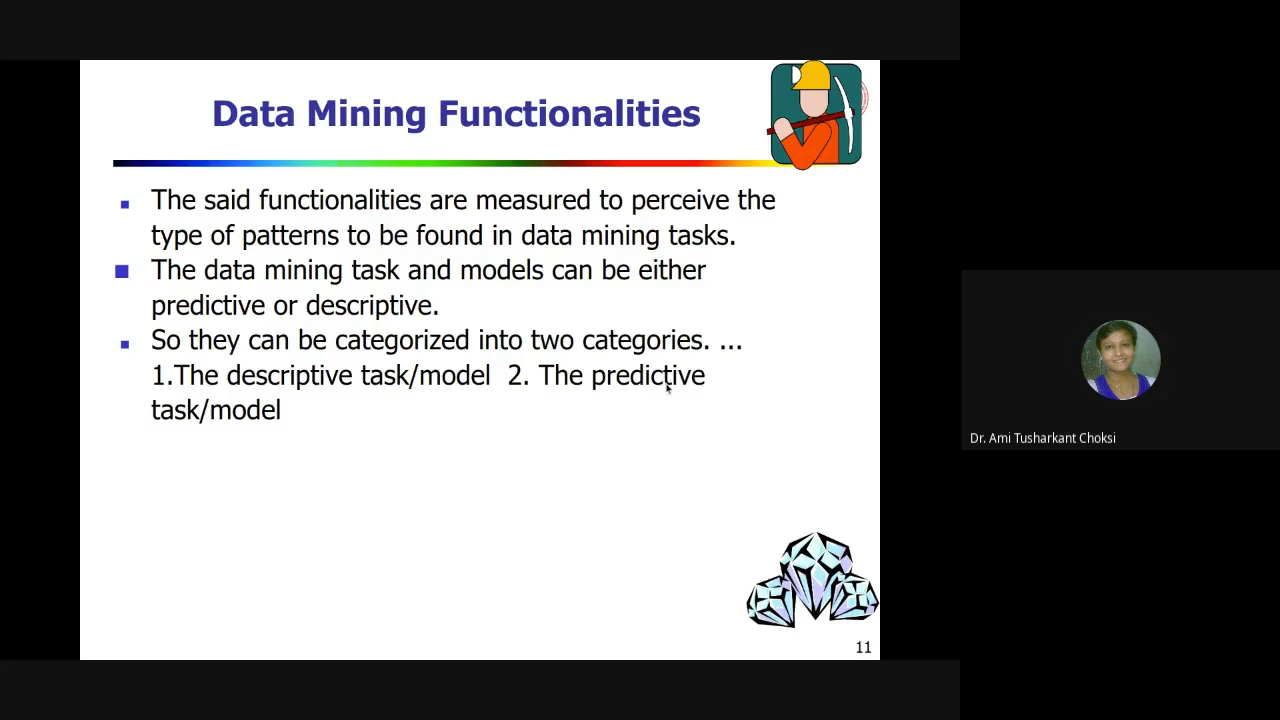 Data Mining Functionalities
The said functionalities are measured to perceive the
type of patterns to be found in data mining tasks.
The data mining task and models can be either
predictive or descriptive.
So they can be categorized into two categories. ...
1.The descriptive task/model 2. The predictive
task/model
Dr. Ami Tusharkant Choksi
11